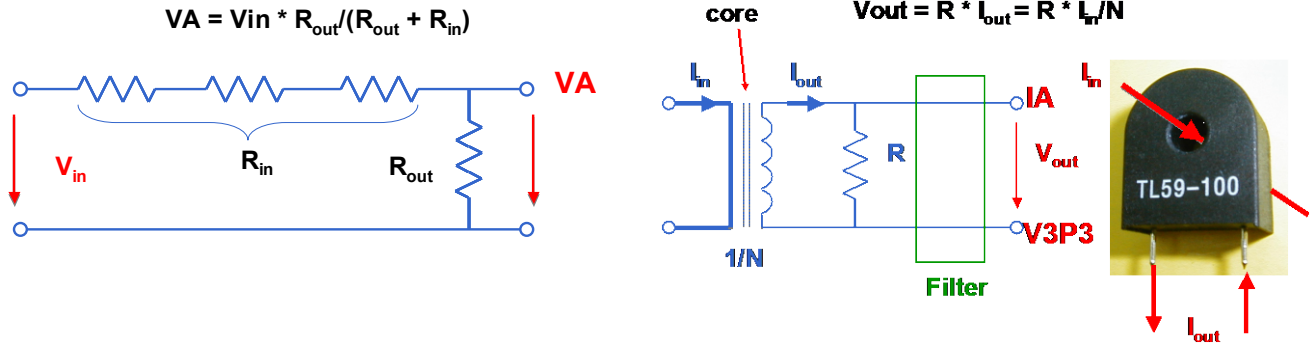 VA = Vin * Rout/(Rout + Rin)
VA
Vin
Rin
Rout
core
Vout = R * Iout = R * Iin/N
Iin
Iout
IA
R
Vout
V3P3
1/N
Filter
Iin
TL59-100
Iout